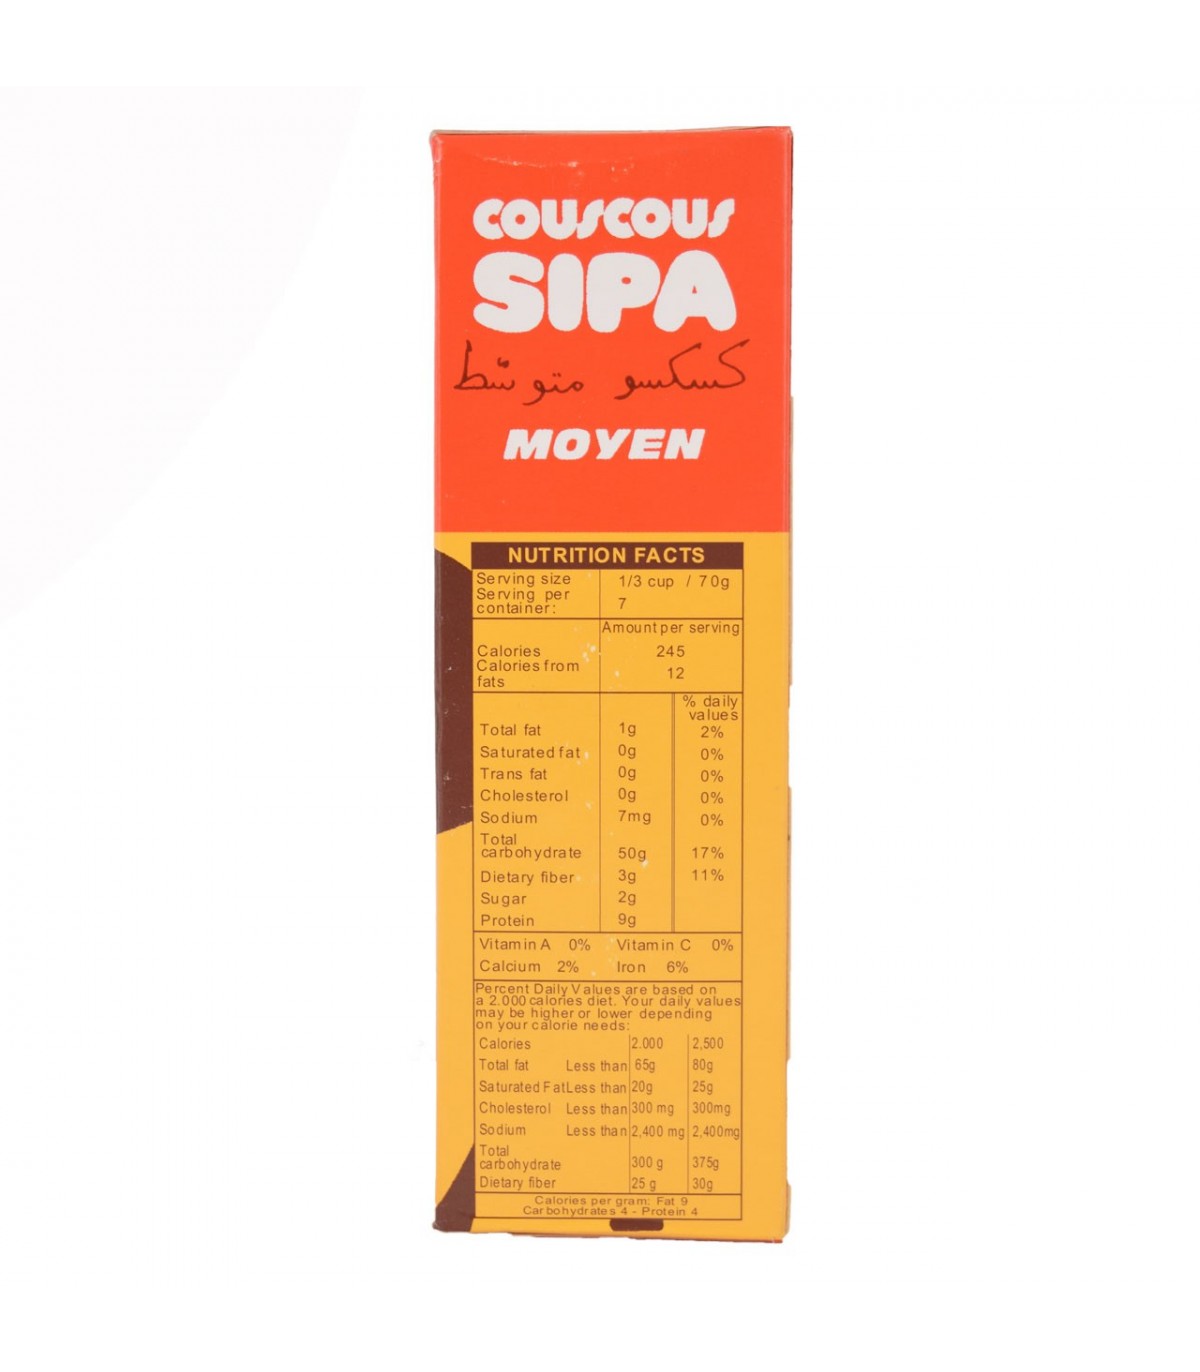 COUSCOUS
SIPA
كسكسو متوسّط
MOYEN
NUTRITION FACTS
Serving size 1/3 cup / 70g
Serving per
container: 7
Amount per serving
Calories 245
Calories from
fats 12
% daily
values
Total fat 1g 2%
Saturated fat 0g 0%
Trans fat 0g 0%
Cholesterol 0g 0%
Sodium 7mg 0%
Total
carbohydrate 50g 17%
Dietary fiber 3g 11%
Sugar 2g
Protein 9g
Vitamin A 0% Vitamin C 0%
Calcium 2% Iron 6%
Percent Daily Values are based on
a 2.000 calories diet. Your daily values
may be higher or lower depending
on your calorie needs:
Calories 2.000 2,500
Total fat Less than 65g 80g
Saturated Fat Less than 20g 25g
Cholesterol Less than 300 mg 300mg
Sodium Less than 2,400 mg 2,400mg
Total
carbohydrate 300 g 375g
Dietary fiber 25 g 30g
Calories per gram: Fat 9
Carbohydrates 4 - Protein 4